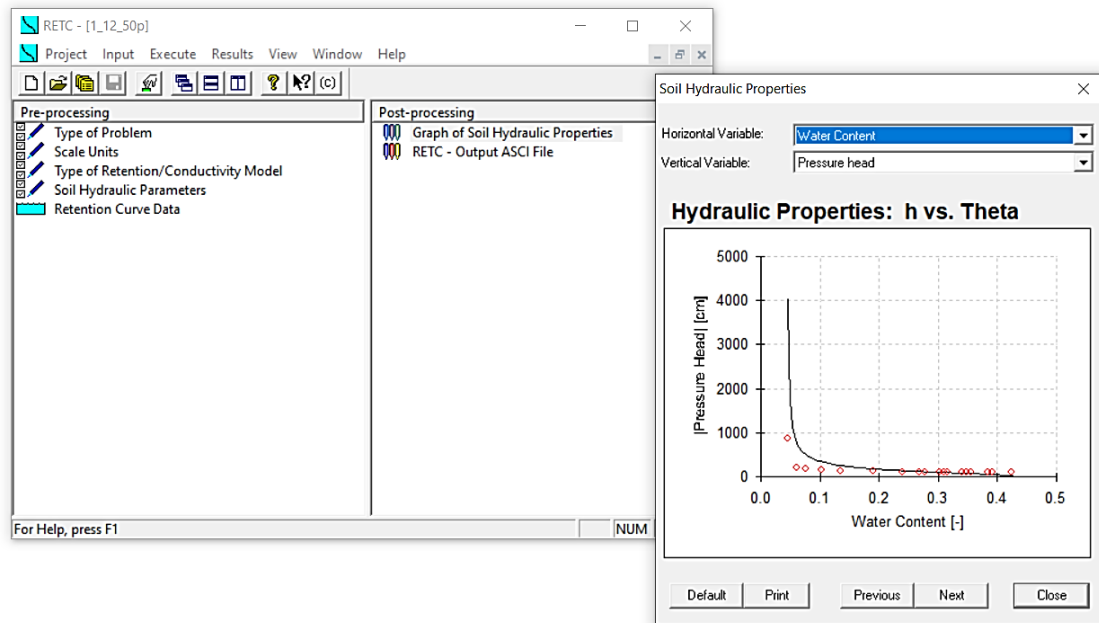 RETC - [1_12_50p]
Project Input Execute Results View Window Help
Pre-processing
Type of Problem
Scale Units
Type of Retention/Conductivity Model
Soil Hydraulic Parameters
Retention Curve Data
Post-processing
Graph of Soil Hydraulic Properties
RETC - Output ASCI File
For Help, press F1
NUM
Soil Hydraulic Properties
Horizontal Variable: Water Content
Vertical Variable: Pressure head
Hydraulic Properties: h vs. Theta
|Pressure Head| [cm]
5000
4000
3000
2000
1000
0
0.0 0.1 0.2 0.3 0.4 0.5
Water Content [-]
Default Print Previous Next Close